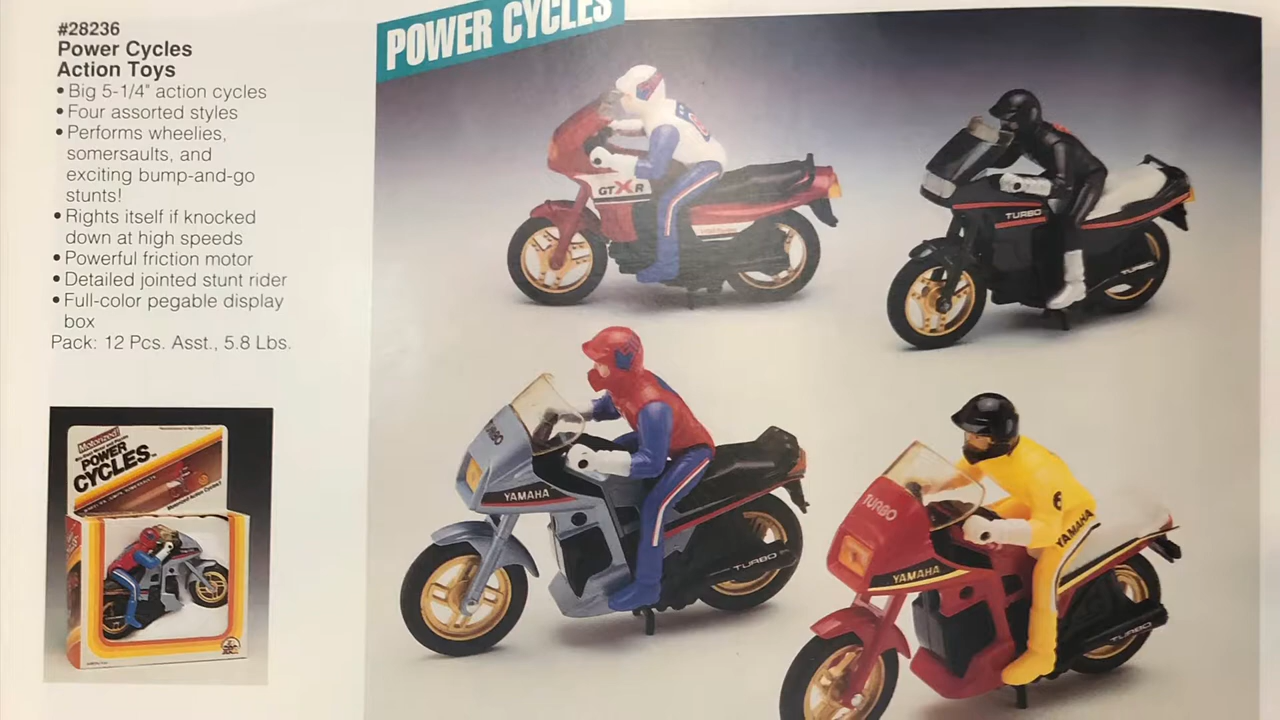 #28236
Power Cycles
Action Toys
• Big 5-1/4" action cycles
• Four assorted styles
• Performs wheelies,
somersaults, and
exciting bump-and-go
stunts!
• Rights itself if knocked
down at high speeds
• Powerful friction motor
• Detailed jointed stunt rider
• Full-color pegable display
box
Pack: 12 Pcs. Asst., 5.8 Lbs.
POWER CYCLES
GTXR
TURBO
TURBO
TURBO
YAMAHA
TURBO
TURBO
YAMAHA
YAMAHA
TURBO
Motorized
POWER
CYCLES